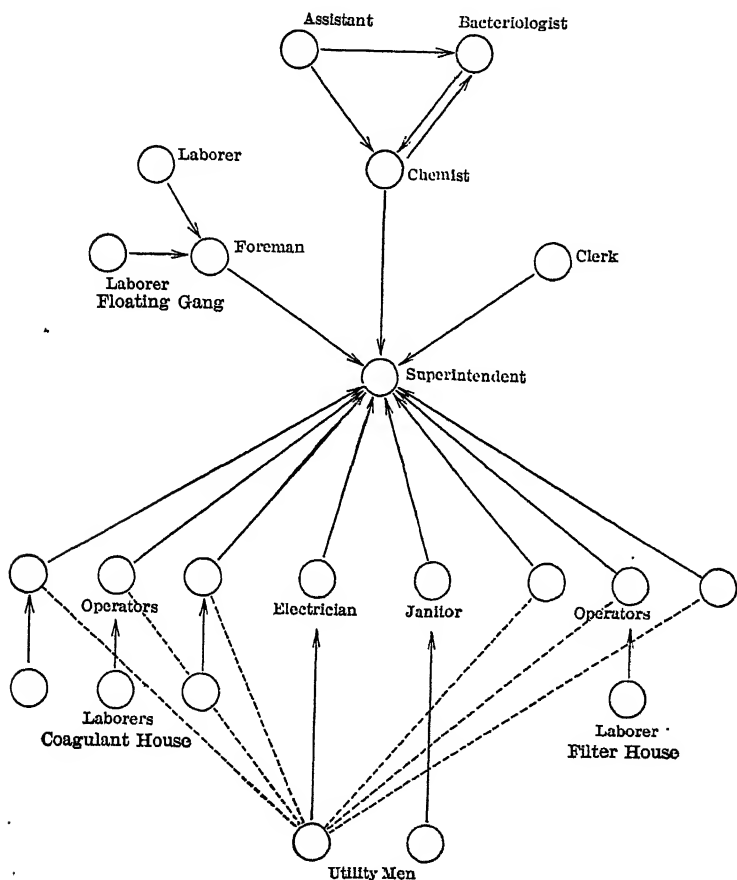 Assistant
Bacteriologist
Laborer
Chemist
Foreman
Clerk
Laborer
Floating Gang
Superintendent
Operators
Electrician
Janitor
Operators
Laborers
Coagulant House
Laborer
Filter House
Utility Men